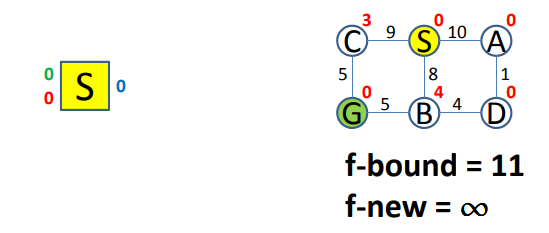 3 0 0
C 9 S 10 A
0
0 S 0
5 8 1
0 4 0
G 5 B 4 D
f-bound = 11
f-new = ∞